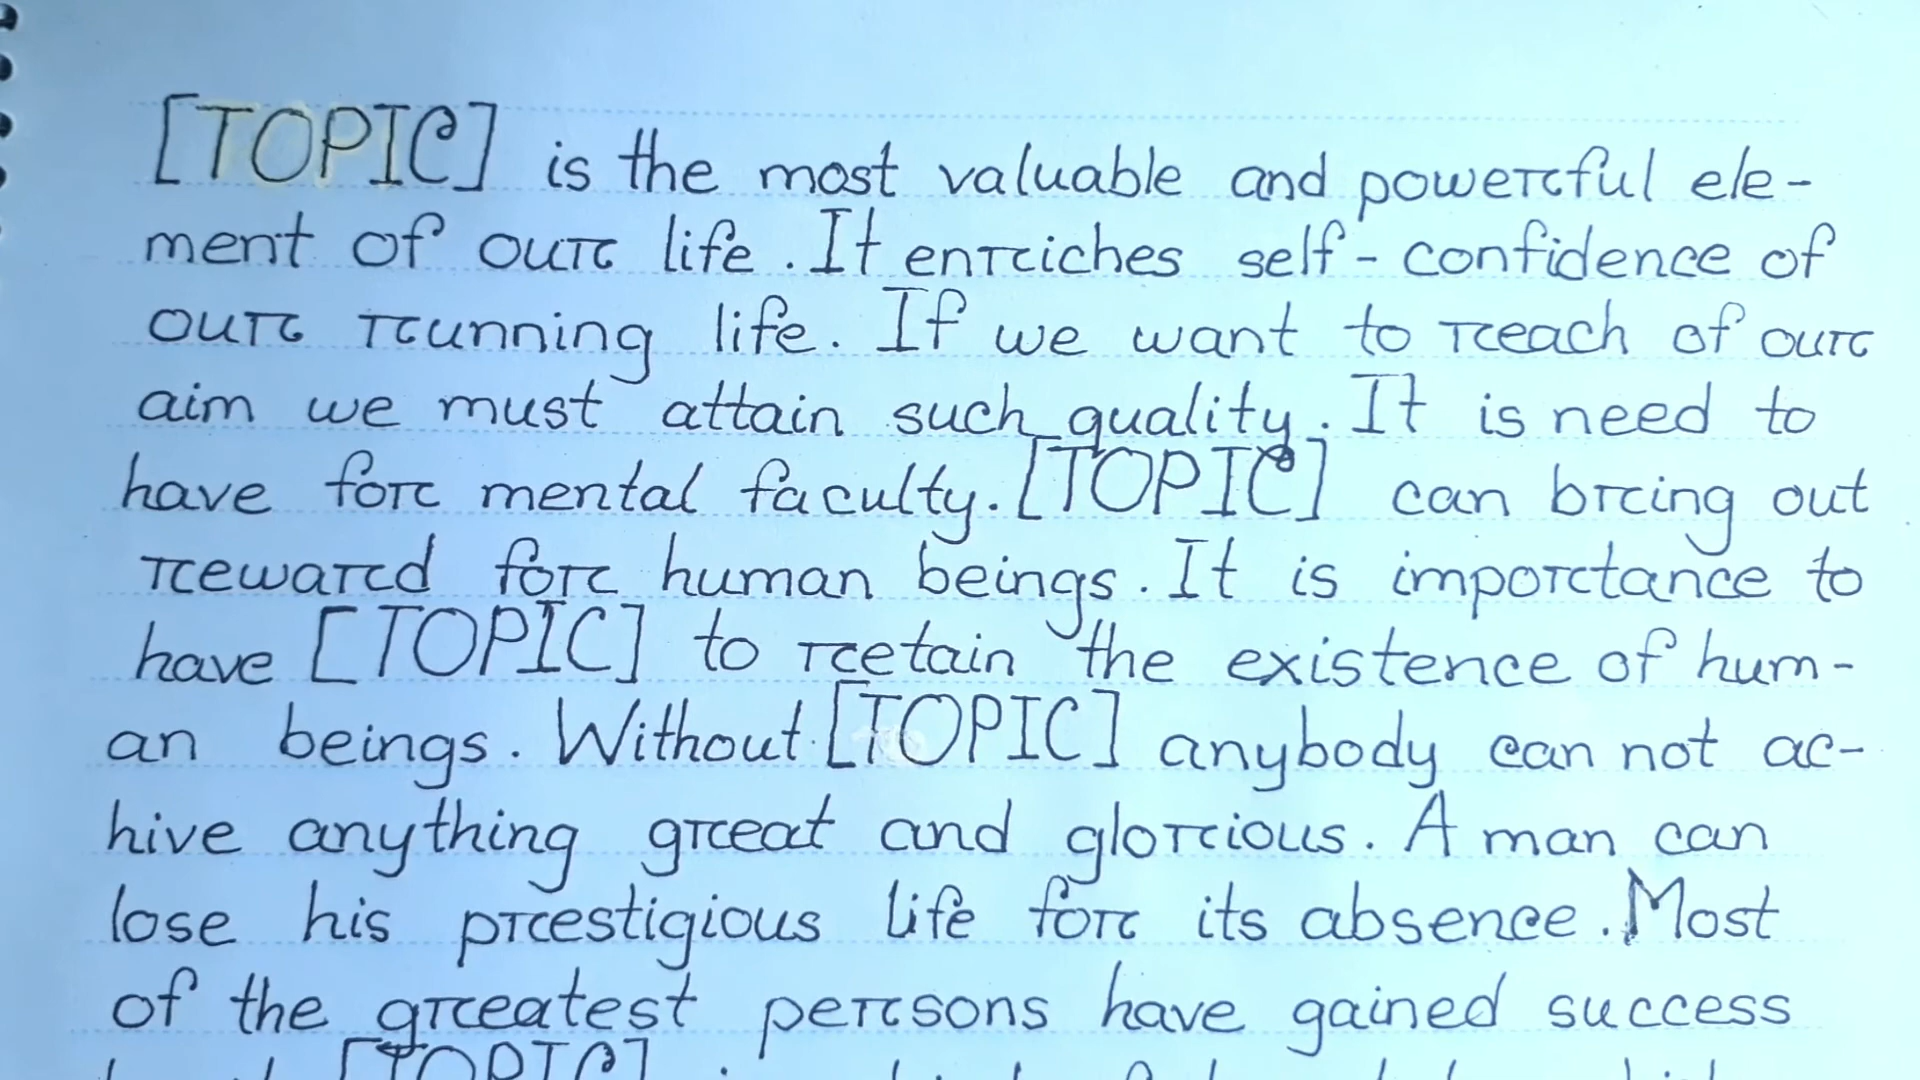 [TOPIC] is the most valuable and powerful ele-
ment of our life. It enriches self-confidence of
our running life. If we want to reach of our
aim we must attain such quality. It is need to
have for mental faculty. [TOPIC] can bring out
reward for human beings. It is importance to
have [TOPIC] to retain the existence of hum-
an beings. Without [TOPIC] anybody can not ac-
hive anything great and glorious. A man can
lose his prestigious life for its absence. Most
of the greatest persons have gained success
[TOPIC]